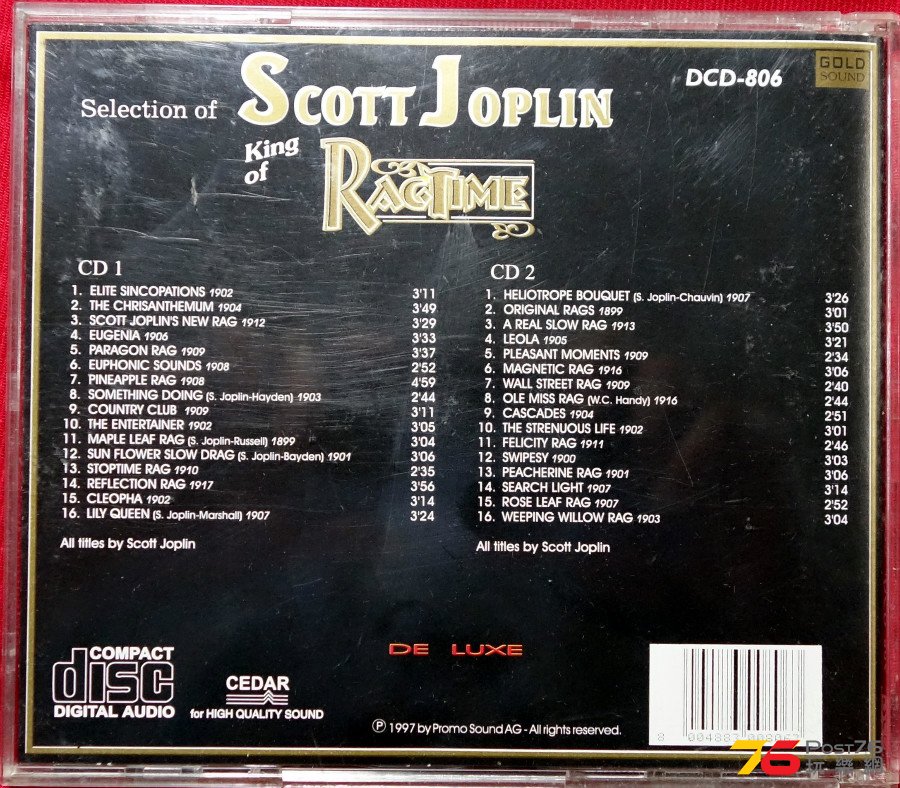 Selection of SCOTT JOPLIN
DCD-806
GOLD
SOUND
King
of
RAGTIME
CD 1
1. ELITE SINCOPATIONS 1902 3'11
2. THE CHRISANTHEMUM 1904 3'49
3. SCOTT JOPLIN'S NEW RAG 1912 3'29
4. EUGENIA 1906 3'33
5. PARAGON RAG 1909 3'37
6. EUPHONIC SOUNDS 1908 2'52
7. PINEAPPLE RAG 1908 4'59
8. SOMETHING DOING (S. Joplin-Hayden) 1903 2'44
9. COUNTRY CLUB 1909 3'11
10. THE ENTERTAINER 1902 3'05
11. MAPLE LEAF RAG (S. Joplin-Russell) 1899 3'04
12. SUN FLOWER SLOW DRAG (S. Joplin-Bayden) 1901 3'06
13. STOPTIME RAG 1910 2'35
14. REFLECTION RAG 1917 3'56
15. CLEOPHA 1902 3'14
16. LILY QUEEN (S. Joplin-Marshall) 1907 3'24
All titles by Scott Joplin
CD 2
1. HELIOTROPE BOUQUET (S. Joplin-Chauvin) 1907 3'26
2. ORIGINAL RAGS 1899 3'01
3. A REAL SLOW RAG 1913 3'50
4. LEOLA 1905 3'21
5. PLEASANT MOMENTS 1909 2'34
6. MAGNETIC RAG 1916 3'06
7. WALL STREET RAG 1909 2'40
8. OLE MISS RAG (W.C. Handy) 1916 2'44
9. CASCADES 1904 2'51
10. THE STRENUOUS LIFE 1902 3'01
11. FELICITY RAG 1911 2'46
12. SWIPESY 1900 3'03
13. PEACHERINE RAG 1901 3'06
14. SEARCH LIGHT 1907 3'14
15. ROSE LEAF RAG 1907 2'52
16. WEEPING WILLOW RAG 1903 3'04
All titles by Scott Joplin
DE LUXE
COMPACT
disc
DIGITAL AUDIO
CEDAR
for HIGH QUALITY SOUND
Ⓟ 1997 by Promo Sound AG - All rights reserved.
76 POST76
玩樂網